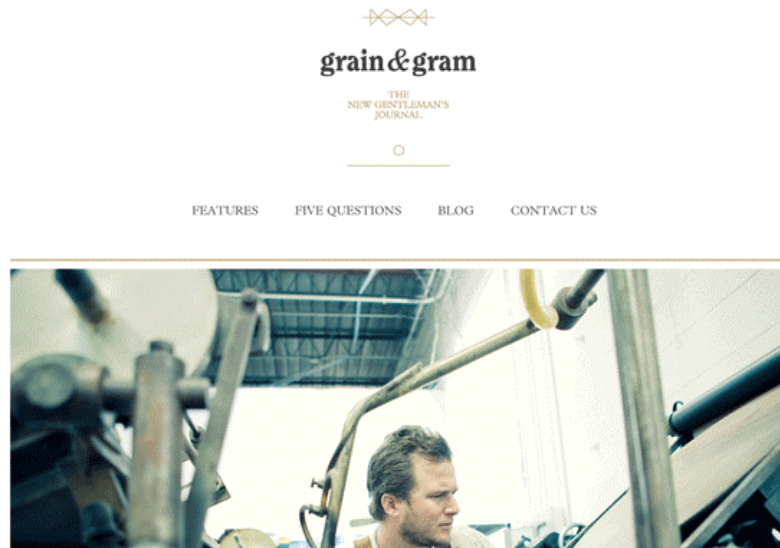 grain & gram
THE
NEW GENTLEMAN'S
JOURNAL
FEATURES FIVE QUESTIONS BLOG CONTACT US